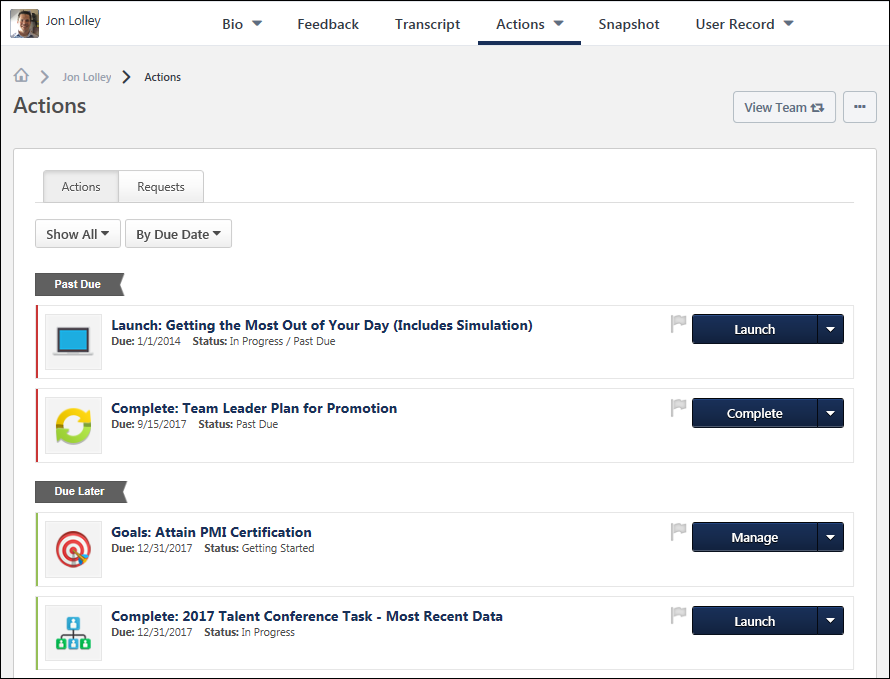 Jon Lolley
Bio Feedback Transcript Actions Snapshot User Record
Jon Lolley Actions
Actions
View Team ...
Actions Requests
Show All By Due Date
Past Due
Launch: Getting the Most Out of Your Day (Includes Simulation)
Due: 1/1/2014 Status: In Progress / Past Due
Launch
Complete: Team Leader Plan for Promotion
Due: 9/15/2017 Status: Past Due
Complete
Due Later
Goals: Attain PMI Certification
Due: 12/31/2017 Status: Getting Started
Manage
Complete: 2017 Talent Conference Task - Most Recent Data
Due: 12/31/2017 Status: In Progress
Launch